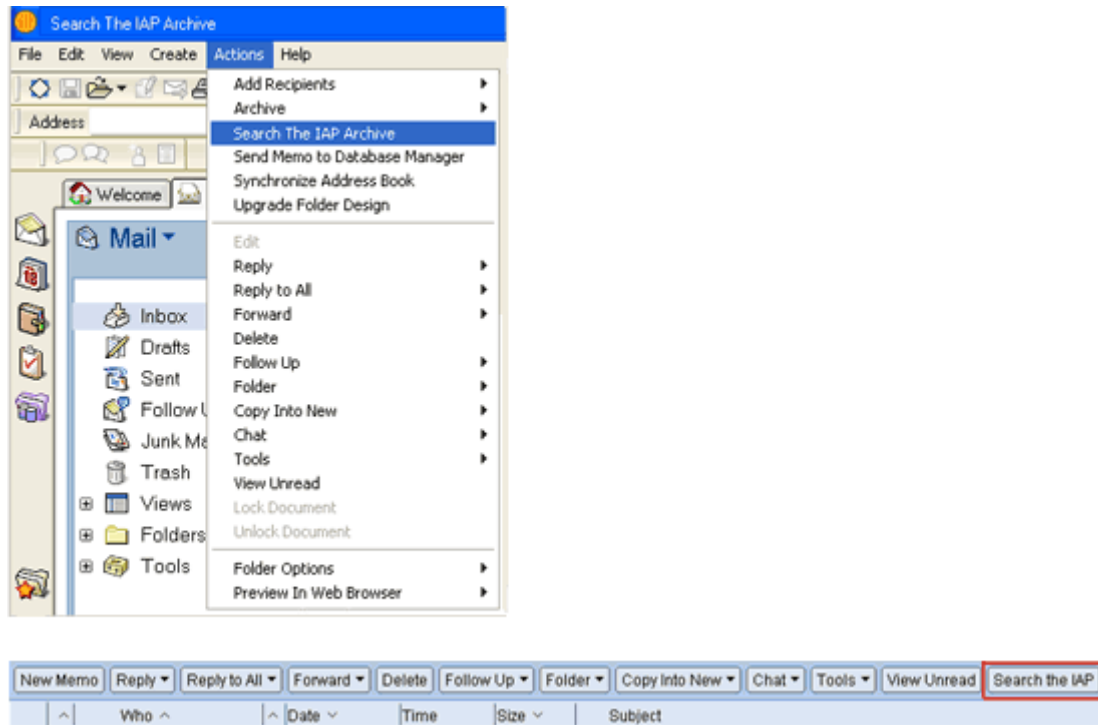 Search The IAP Archive
File Edit View Create Actions Help
Add Recipients
Archive
Address
Search The IAP Archive
Send Memo to Database Manager
Synchronize Address Book
Welcome
Upgrade Folder Design
Mail
Edit
Reply
Reply to All
Inbox
Forward
Delete
Drafts
Follow Up
Sent
Folder
Follow U
Copy Into New
Chat
Junk Ma
Tools
Trash
View Unread
Views
Lock Document
Folders
Unlock Document
Tools
Folder Options
Preview In Web Browser
New Memo Reply Reply to All Forward Delete Follow Up Folder Copy Into New Chat Tools View Unread Search the IAP
Who Date Time Size Subject